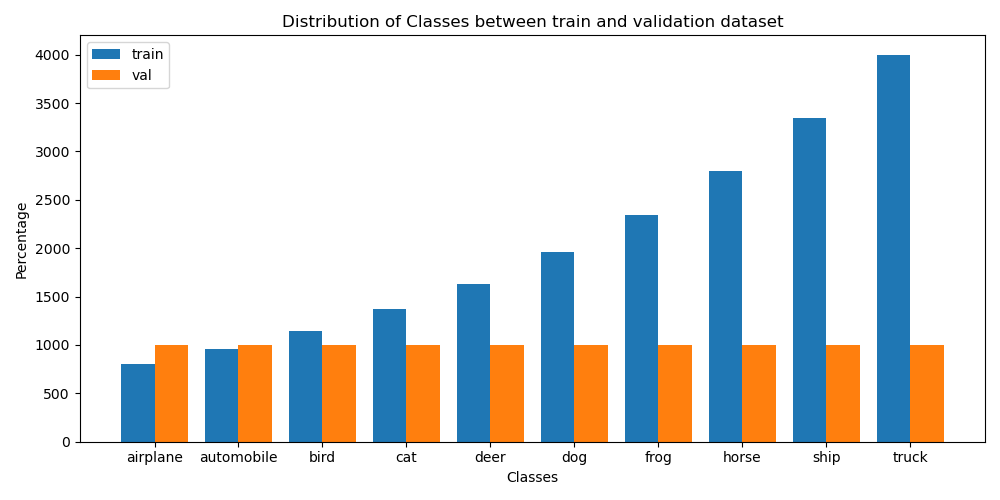 Distribution of Classes between train and validation dataset
train
val
Percentage
4000
3500
3000
2500
2000
1500
1000
500
0
airplane automobile bird cat deer dog frog horse ship truck
Classes